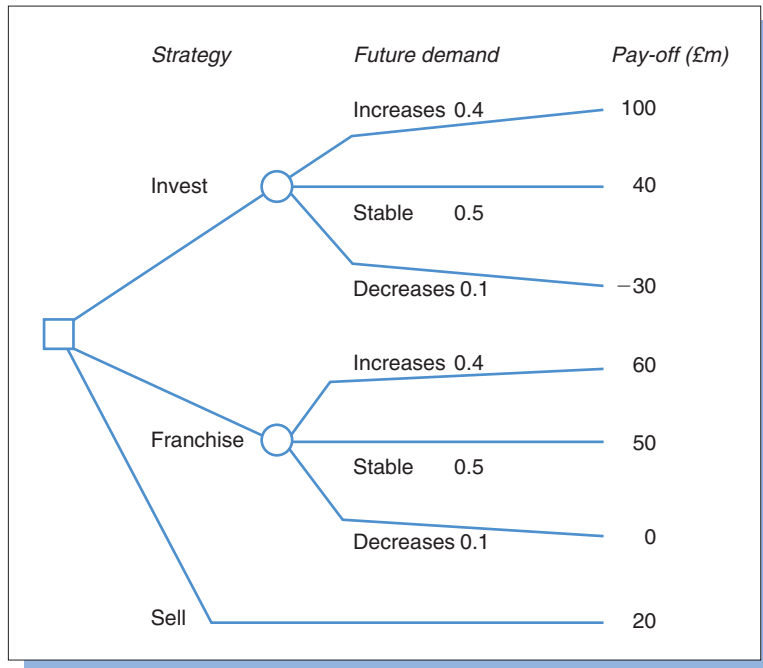 Strategy Future demand Pay-off (£m)
Increases 0.4 100
Invest 40
Stable 0.5
Decreases 0.1 −30
Increases 0.4 60
Franchise 50
Stable 0.5
Decreases 0.1 0
Sell 20